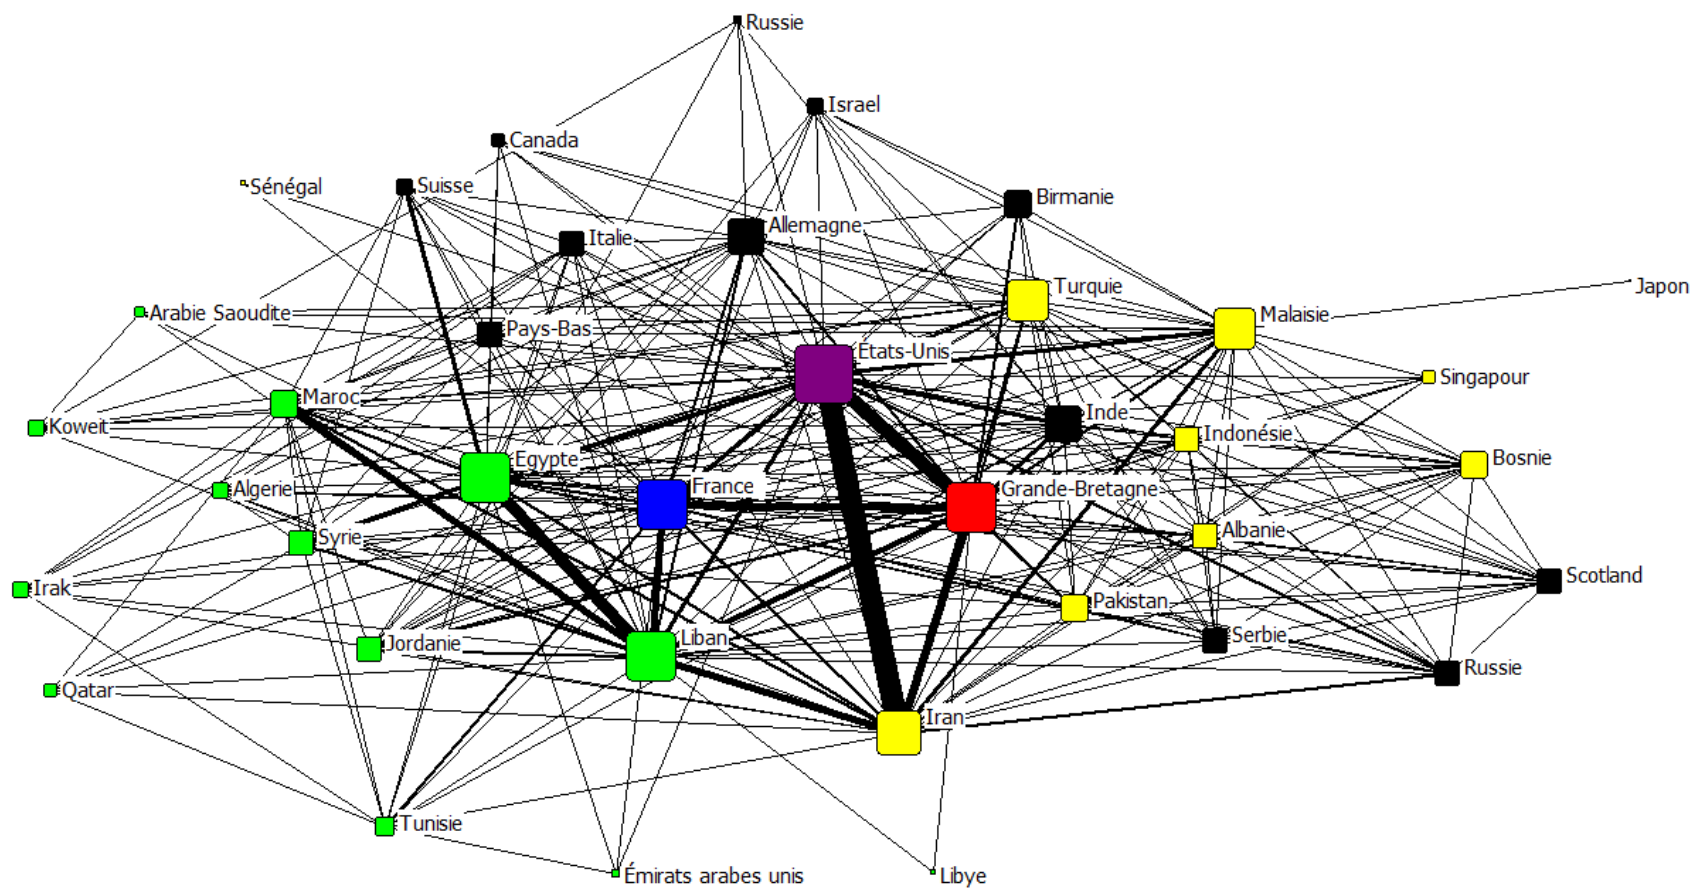 Russie
Israel
Canada
Sénégal
Suisse
Birmanie
Allemagne
Italie
Turquie
Japon
Arabie Saoudite
Malaisie
Pays-Bas
Etats-Unis
Singapour
Maroc
Inde
Koweit
Indonésie
Egypte
Bosnie
France
Grande-Bretagne
Algerie
Albanie
Syrie
Scotland
Irak
Pakistan
Serbie
Liban
Jordanie
Russie
Qatar
Iran
Tunisie
Émirats arabes unis
Libye